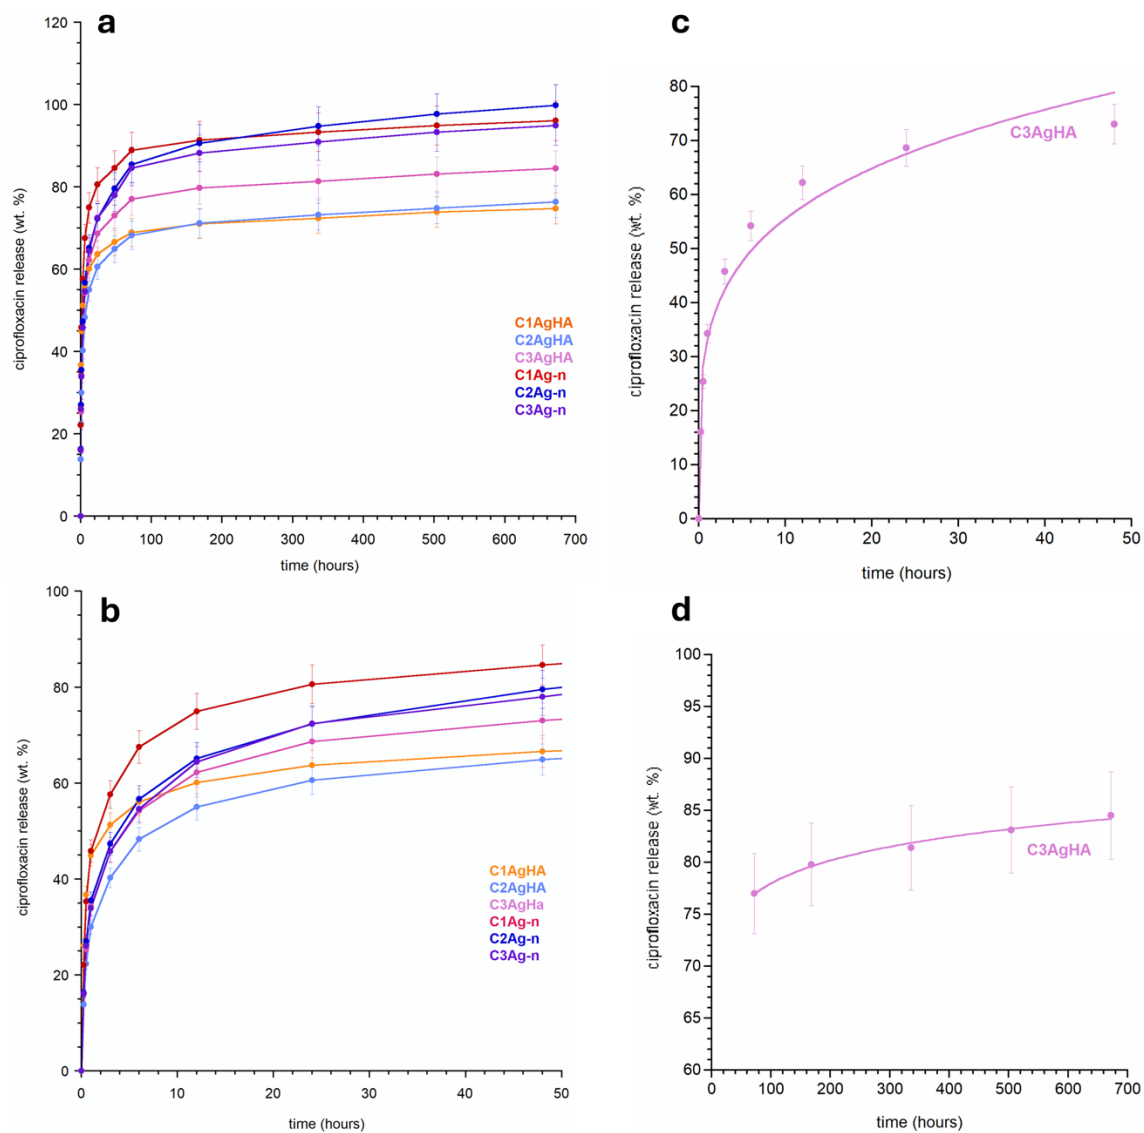 a
120
100
80
60
40
20
0
ciprofloxacin release (wt. %)
C1AgHA
C2AgHA
C3AgHA
C1Ag-n
C2Ag-n
C3Ag-n
0 100 200 300 400 500 600 700
time (hours)
b
100
80
60
40
20
0
ciprofloxacin release (wt. %)
C1AgHA
C2AgHA
C3AgHa
C1Ag-n
C2Ag-n
C3Ag-n
0 10 20 30 40 50
time (hours)
c
80
70
60
50
40
30
20
10
0
ciprofloxacin release (wt. %)
C3AgHA
0 10 20 30 40 50
time (hours)
d
100
95
90
85
80
75
70
65
60
ciprofloxacin release (wt. %)
C3AgHA
0 100 200 300 400 500 600 700
time (hours)